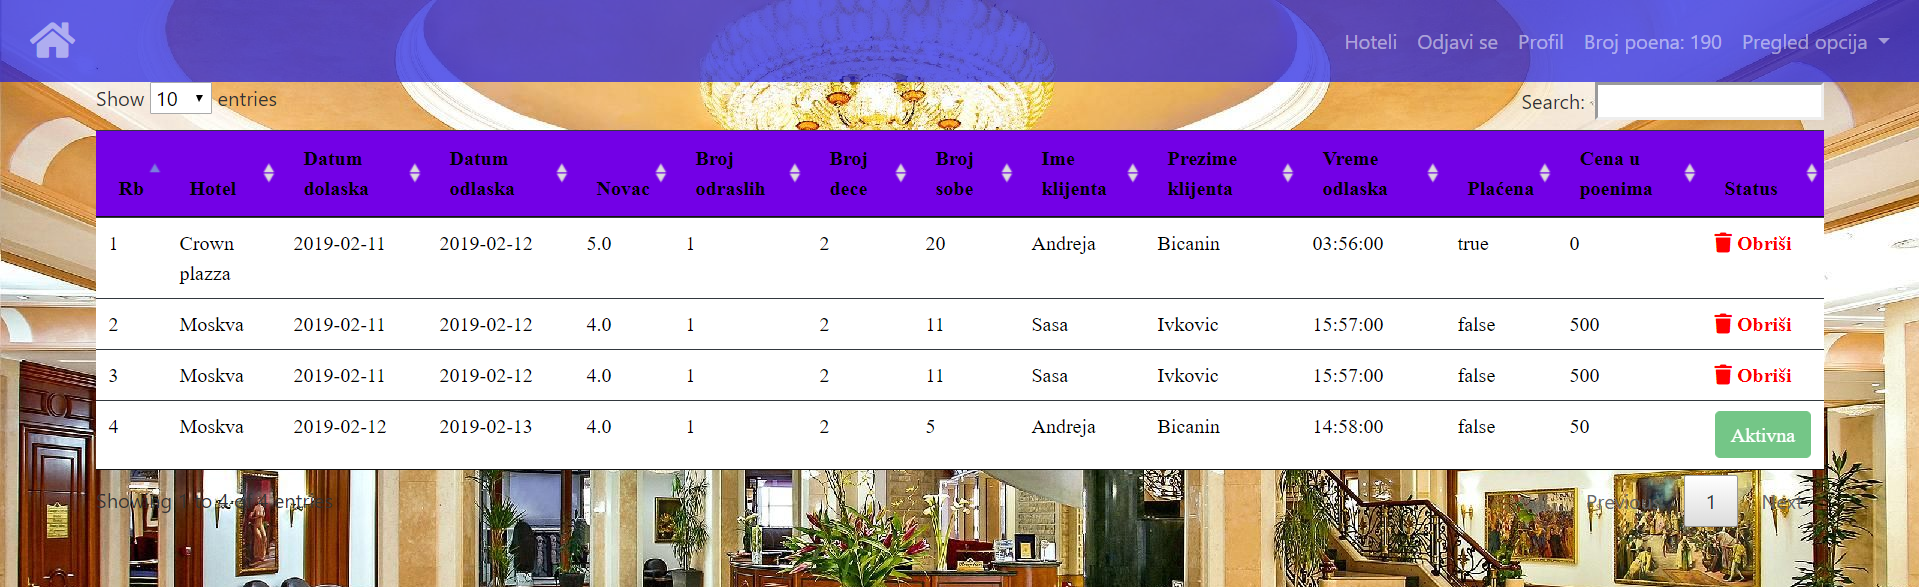 Hoteli Odjavi se Profil Broj poena: 190 Pregled opcija
Show 10 entries
Search:
Rb Hotel Datum dolaska Datum odlaska Novac Broj odraslih Broj dece Broj sobe Ime klijenta Prezime klijenta Vreme odlaska Plaćena Cena u poenima Status
1 Crown plazza 2019-02-11 2019-02-12 5.0 1 2 20 Andreja Bicanin 03:56:00 true 0 Obriši
2 Moskva 2019-02-11 2019-02-12 4.0 1 2 11 Sasa Ivkovic 15:57:00 false 500 Obriši
3 Moskva 2019-02-11 2019-02-12 4.0 1 2 11 Sasa Ivkovic 15:57:00 false 500 Obriši
4 Moskva 2019-02-12 2019-02-13 4.0 1 2 5 Andreja Bicanin 14:58:00 false 50 Aktivna
Showing 1 to 4 of 4 entries
Previous 1 Next